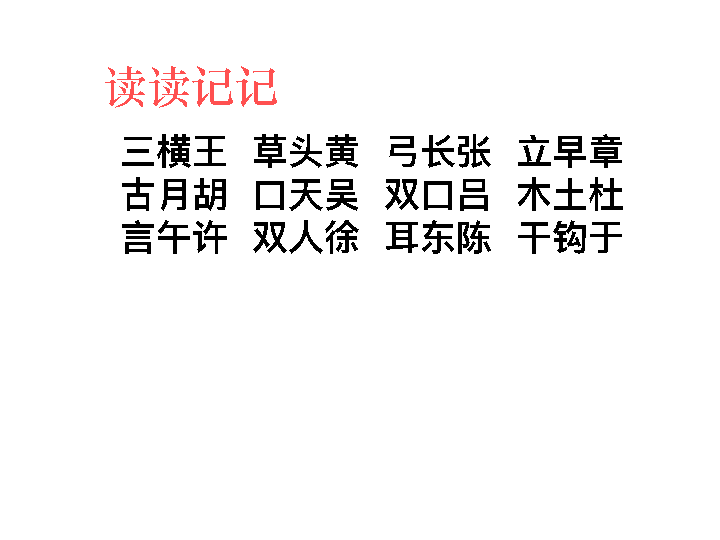 读读记记
三横王 草头黄 弓长张 立早章
古月胡 口天吴 双口吕 木土杜
言午许 双人徐 耳东陈 干钩于